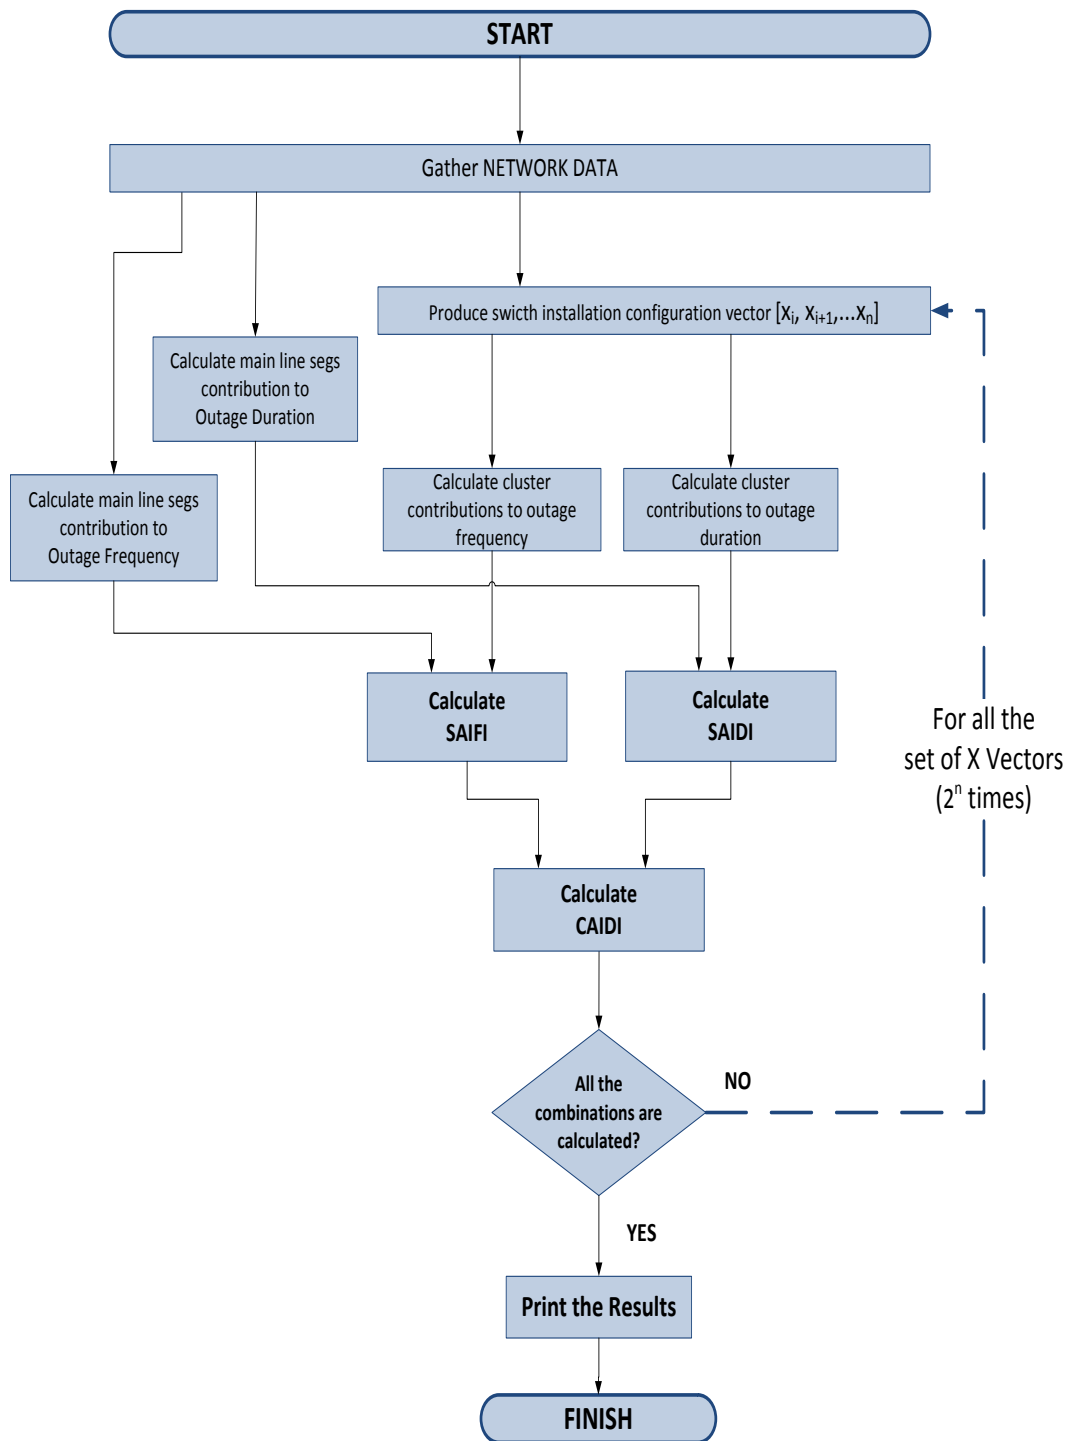 START
Gather NETWORK DATA
Produce swicth installation configuration vector [xᵢ, xᵢ₊₁,...xₙ]
Calculate main line segs
contribution to
Outage Duration
Calculate main line segs
contribution to
Outage Frequency
Calculate cluster
contributions to outage
frequency
Calculate cluster
contributions to outage
duration
Calculate
SAIFI
Calculate
SAIDI
For all the
set of X Vectors
(2ⁿ times)
Calculate
CAIDI
All the
combinations are
calculated?
NO
YES
Print the Results
FINISH